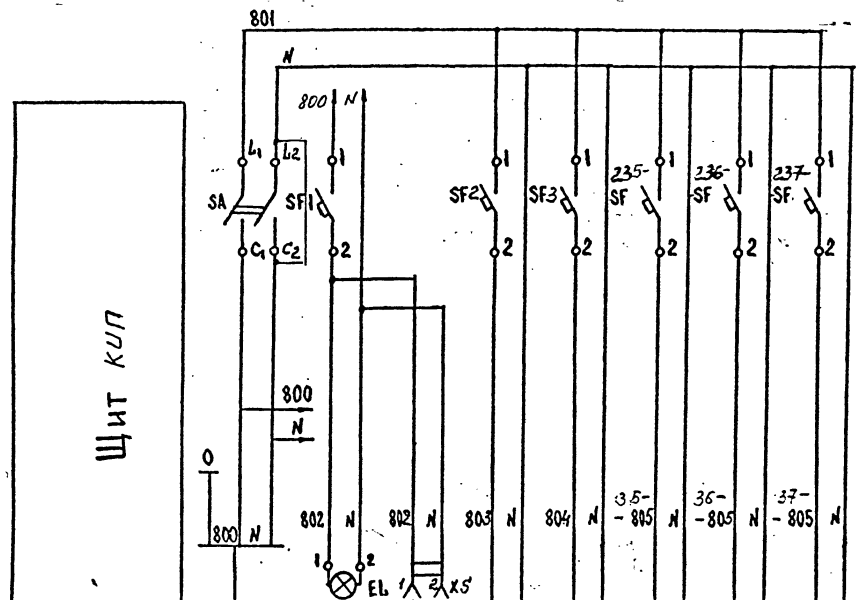 801
N
800 N
L1 L2 1 1 1 1 1 1
235- 236- 237-
SA SF1 SF2 SF3 SF SF SF
C1 C2 2 2 2 2 2 2
Щит КИП
800
N
0
35- 36- 37-
800 N 802 N 802 N 803 N 804 N -805 N -805 N -805 N
1 2 EL 1 2 XS